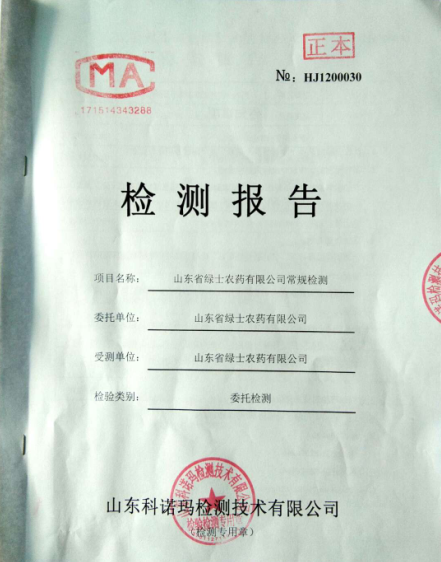 正本
MA
171514343288
№：HJ1200030
检测报告
项目名称： 山东省绿士农药有限公司常规检测
委托单位： 山东省绿士农药有限公司
受测单位： 山东省绿士农药有限公司
检验类别： 委托检测
山东科诺玛检测技术有限公司
（检测专用章）